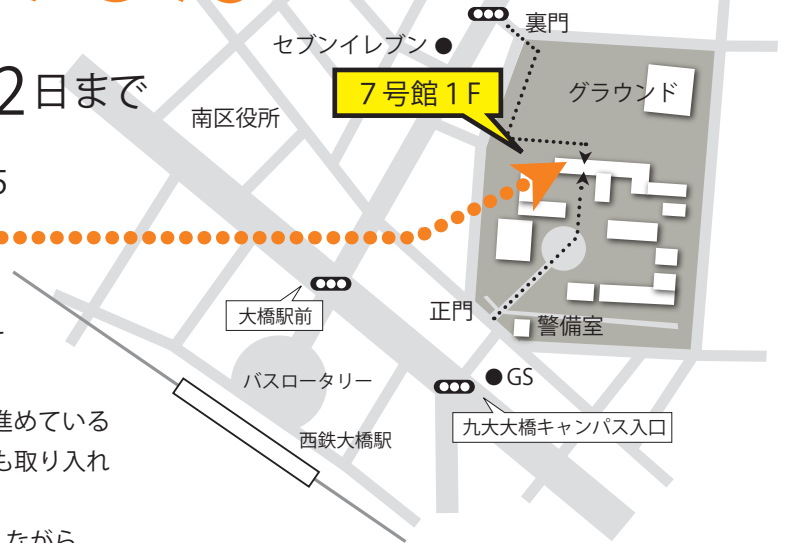 2日まで
5
進めている
も取り入れ
ながら
裏門
セブンイレブン
7号館1F
グラウンド
南区役所
大橋駅前
正門
警備室
バスロータリー
GS
九大大橋キャンパス入口
西鉄大橋駅